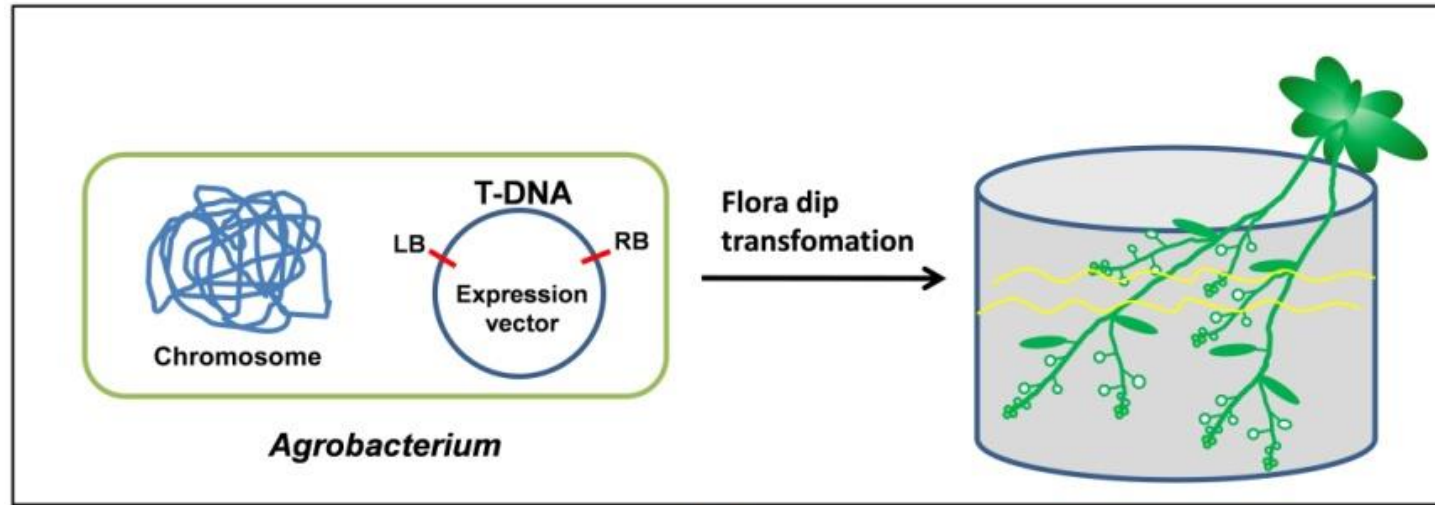 T-DNA
LB
RB
Expression
vector
Chromosome
Agrobacterium
Flora dip
transfomation